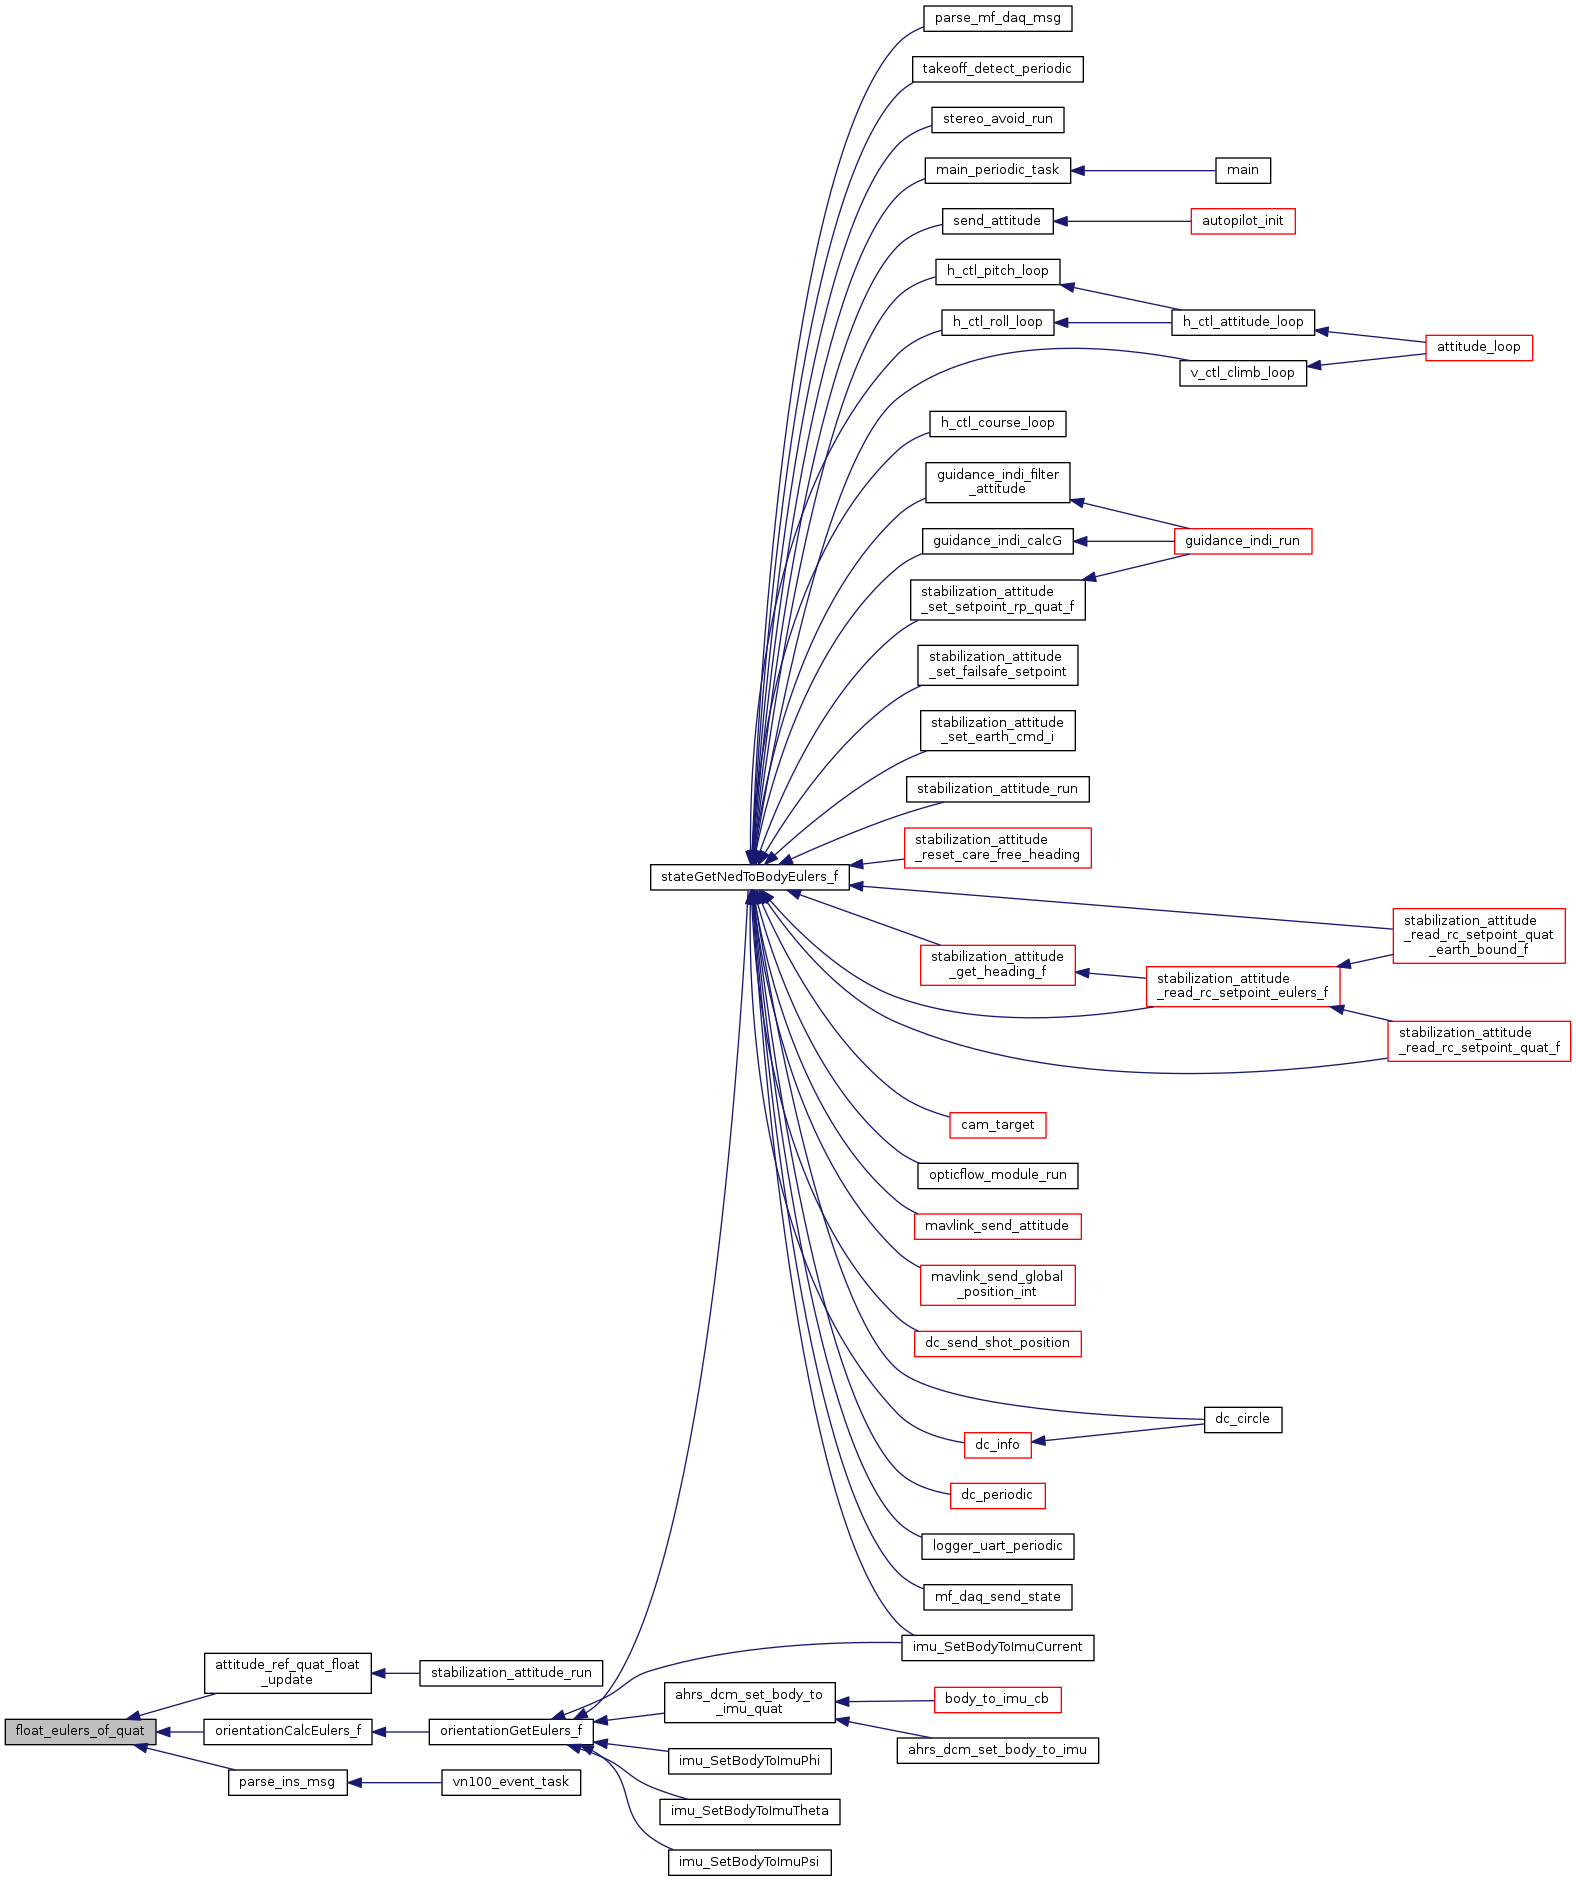 parse_mf_daq_msg
takeoff_detect_periodic
stereo_avoid_run
main_periodic_task
main
send_attitude
autopilot_init
h_ctl_pitch_loop
h_ctl_roll_loop
h_ctl_attitude_loop
attitude_loop
v_ctl_climb_loop
h_ctl_course_loop
guidance_indi_filter
_attitude
guidance_indi_calcG
guidance_indi_run
stabilization_attitude
_set_setpoint_rp_quat_f
stabilization_attitude
_set_failsafe_setpoint
stabilization_attitude
_set_earth_cmd_i
stabilization_attitude_run
stabilization_attitude
_reset_care_free_heading
stateGetNedToBodyEulers_f
stabilization_attitude
_read_rc_setpoint_quat
_earth_bound_f
stabilization_attitude
_get_heading_f
stabilization_attitude
_read_rc_setpoint_eulers_f
stabilization_attitude
_read_rc_setpoint_quat_f
cam_target
opticflow_module_run
mavlink_send_attitude
mavlink_send_global
_position_int
dc_send_shot_position
dc_circle
dc_info
dc_periodic
logger_uart_periodic
mf_daq_send_state
imu_SetBodyToImuCurrent
attitude_ref_quat_float
_update
stabilization_attitude_run
ahrs_dcm_set_body_to
_imu_quat
body_to_imu_cb
float_eulers_of_quat
orientationCalcEulers_f
orientationGetEulers_f
ahrs_dcm_set_body_to_imu
imu_SetBodyToImuPhi
parse_ins_msg
vn100_event_task
imu_SetBodyToImuTheta
imu_SetBodyToImuPsi